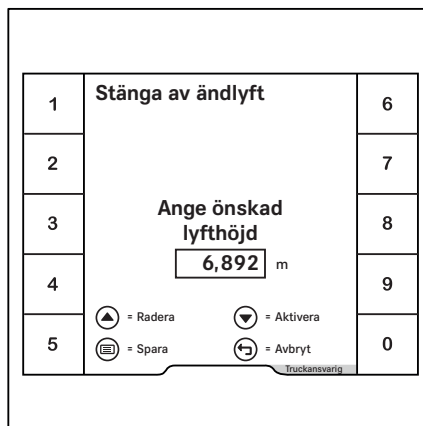 Stänga av ändlyft
1
2
3
4
5
6
7
8
9
0
Ange önskad
lyfthöjd
6,892 m
= Radera
= Aktivera
= Spara
= Avbryt
Truckansvarig